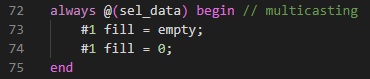 72 always @(sel_data) begin // multicasting
73     #1 fill = empty;
74     #1 fill = 0;
75 end